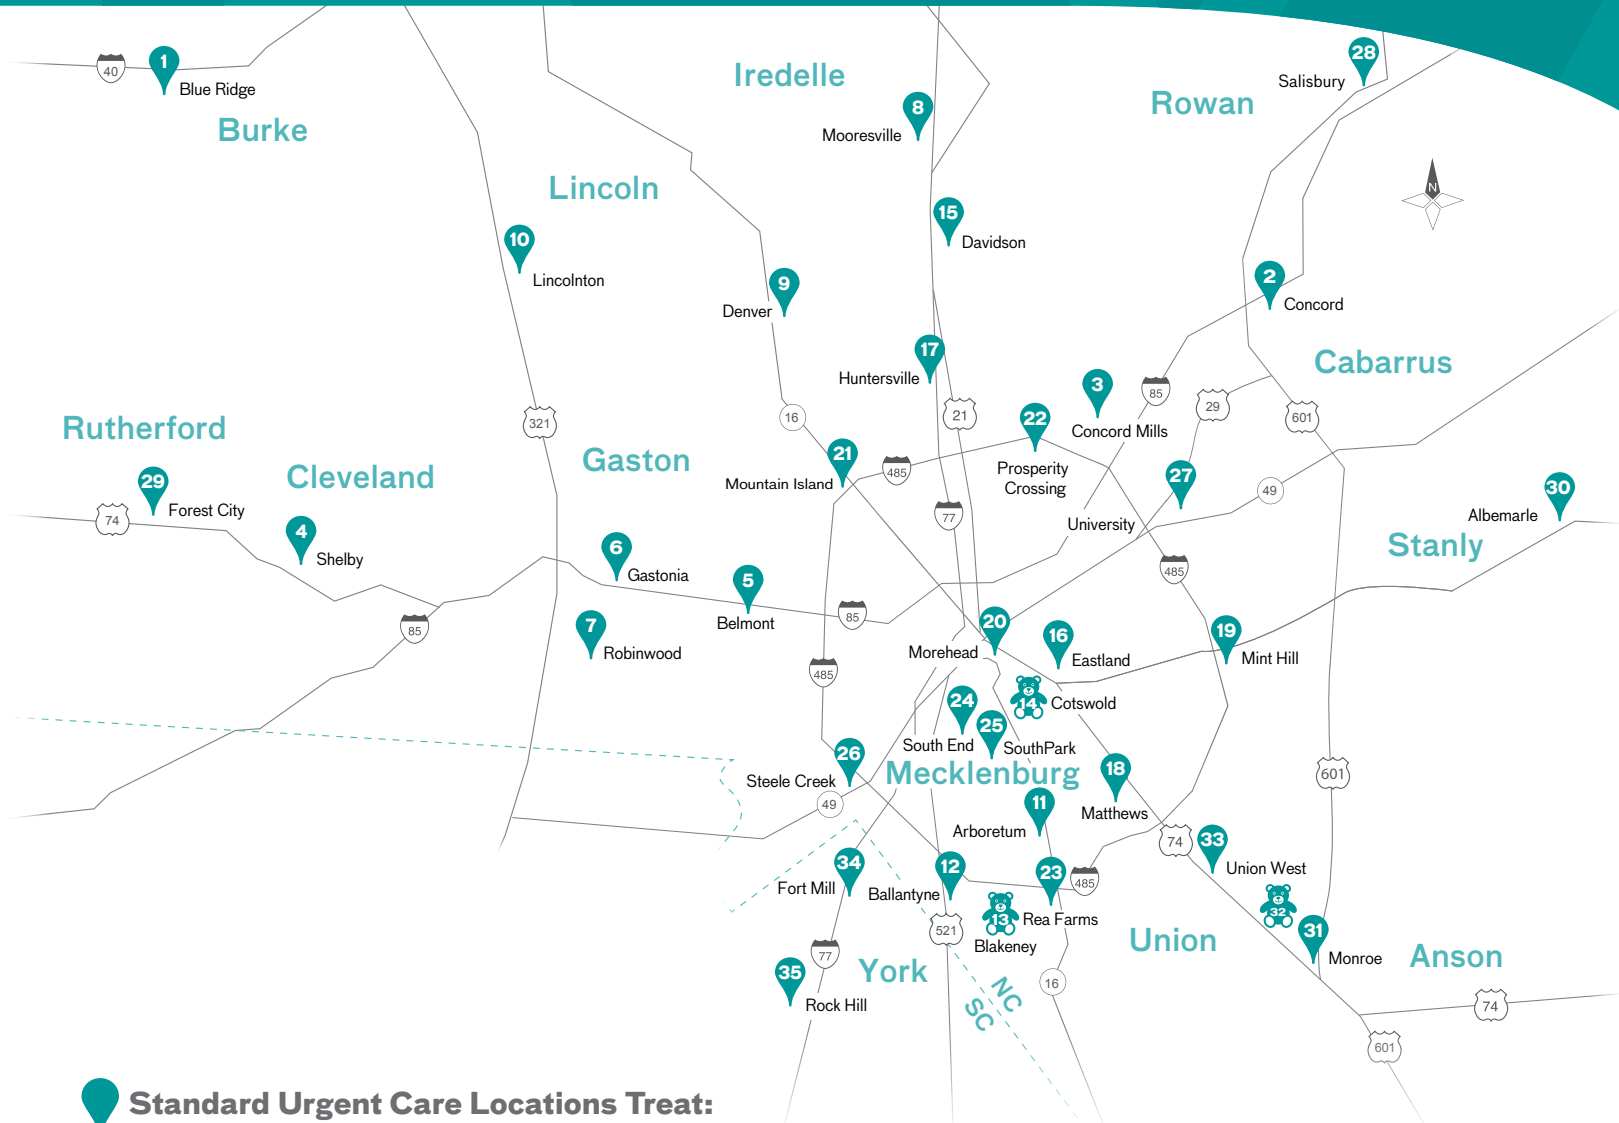 28
Salisbury
1
40
Blue Ridge
Iredelle
8
Mooresville
Rowan
Burke
Lincoln
N
15
Davidson
10
Lincolnton
9
Denver
2
Concord
17
Huntersville
Cabarrus
3
Concord Mills
85
29
601
321
16
21
22
Prosperity
Crossing
Rutherford
29
Forest City
74
Cleveland
4
Shelby
Gaston
21
Mountain Island
485
77
27
University
49
30
Albemarle
Stanly
6
Gastonia
5
Belmont
85
485
7
Robinwood
85
20
Morehead
16
Eastland
19
Mint Hill
485
14
Cotswold
24
South End
25
SouthPark
Mecklenburg
26
Steele Creek
49
18
Matthews
601
11
Arboretum
74
33
Union West
34
Fort Mill
12
Ballantyne
23
Rea Farms
485
13
Blakeney
32
31
Monroe
521
Union
Anson
77
York
35
Rock Hill
NC
SC
16
74
601
Standard Urgent Care Locations Treat: